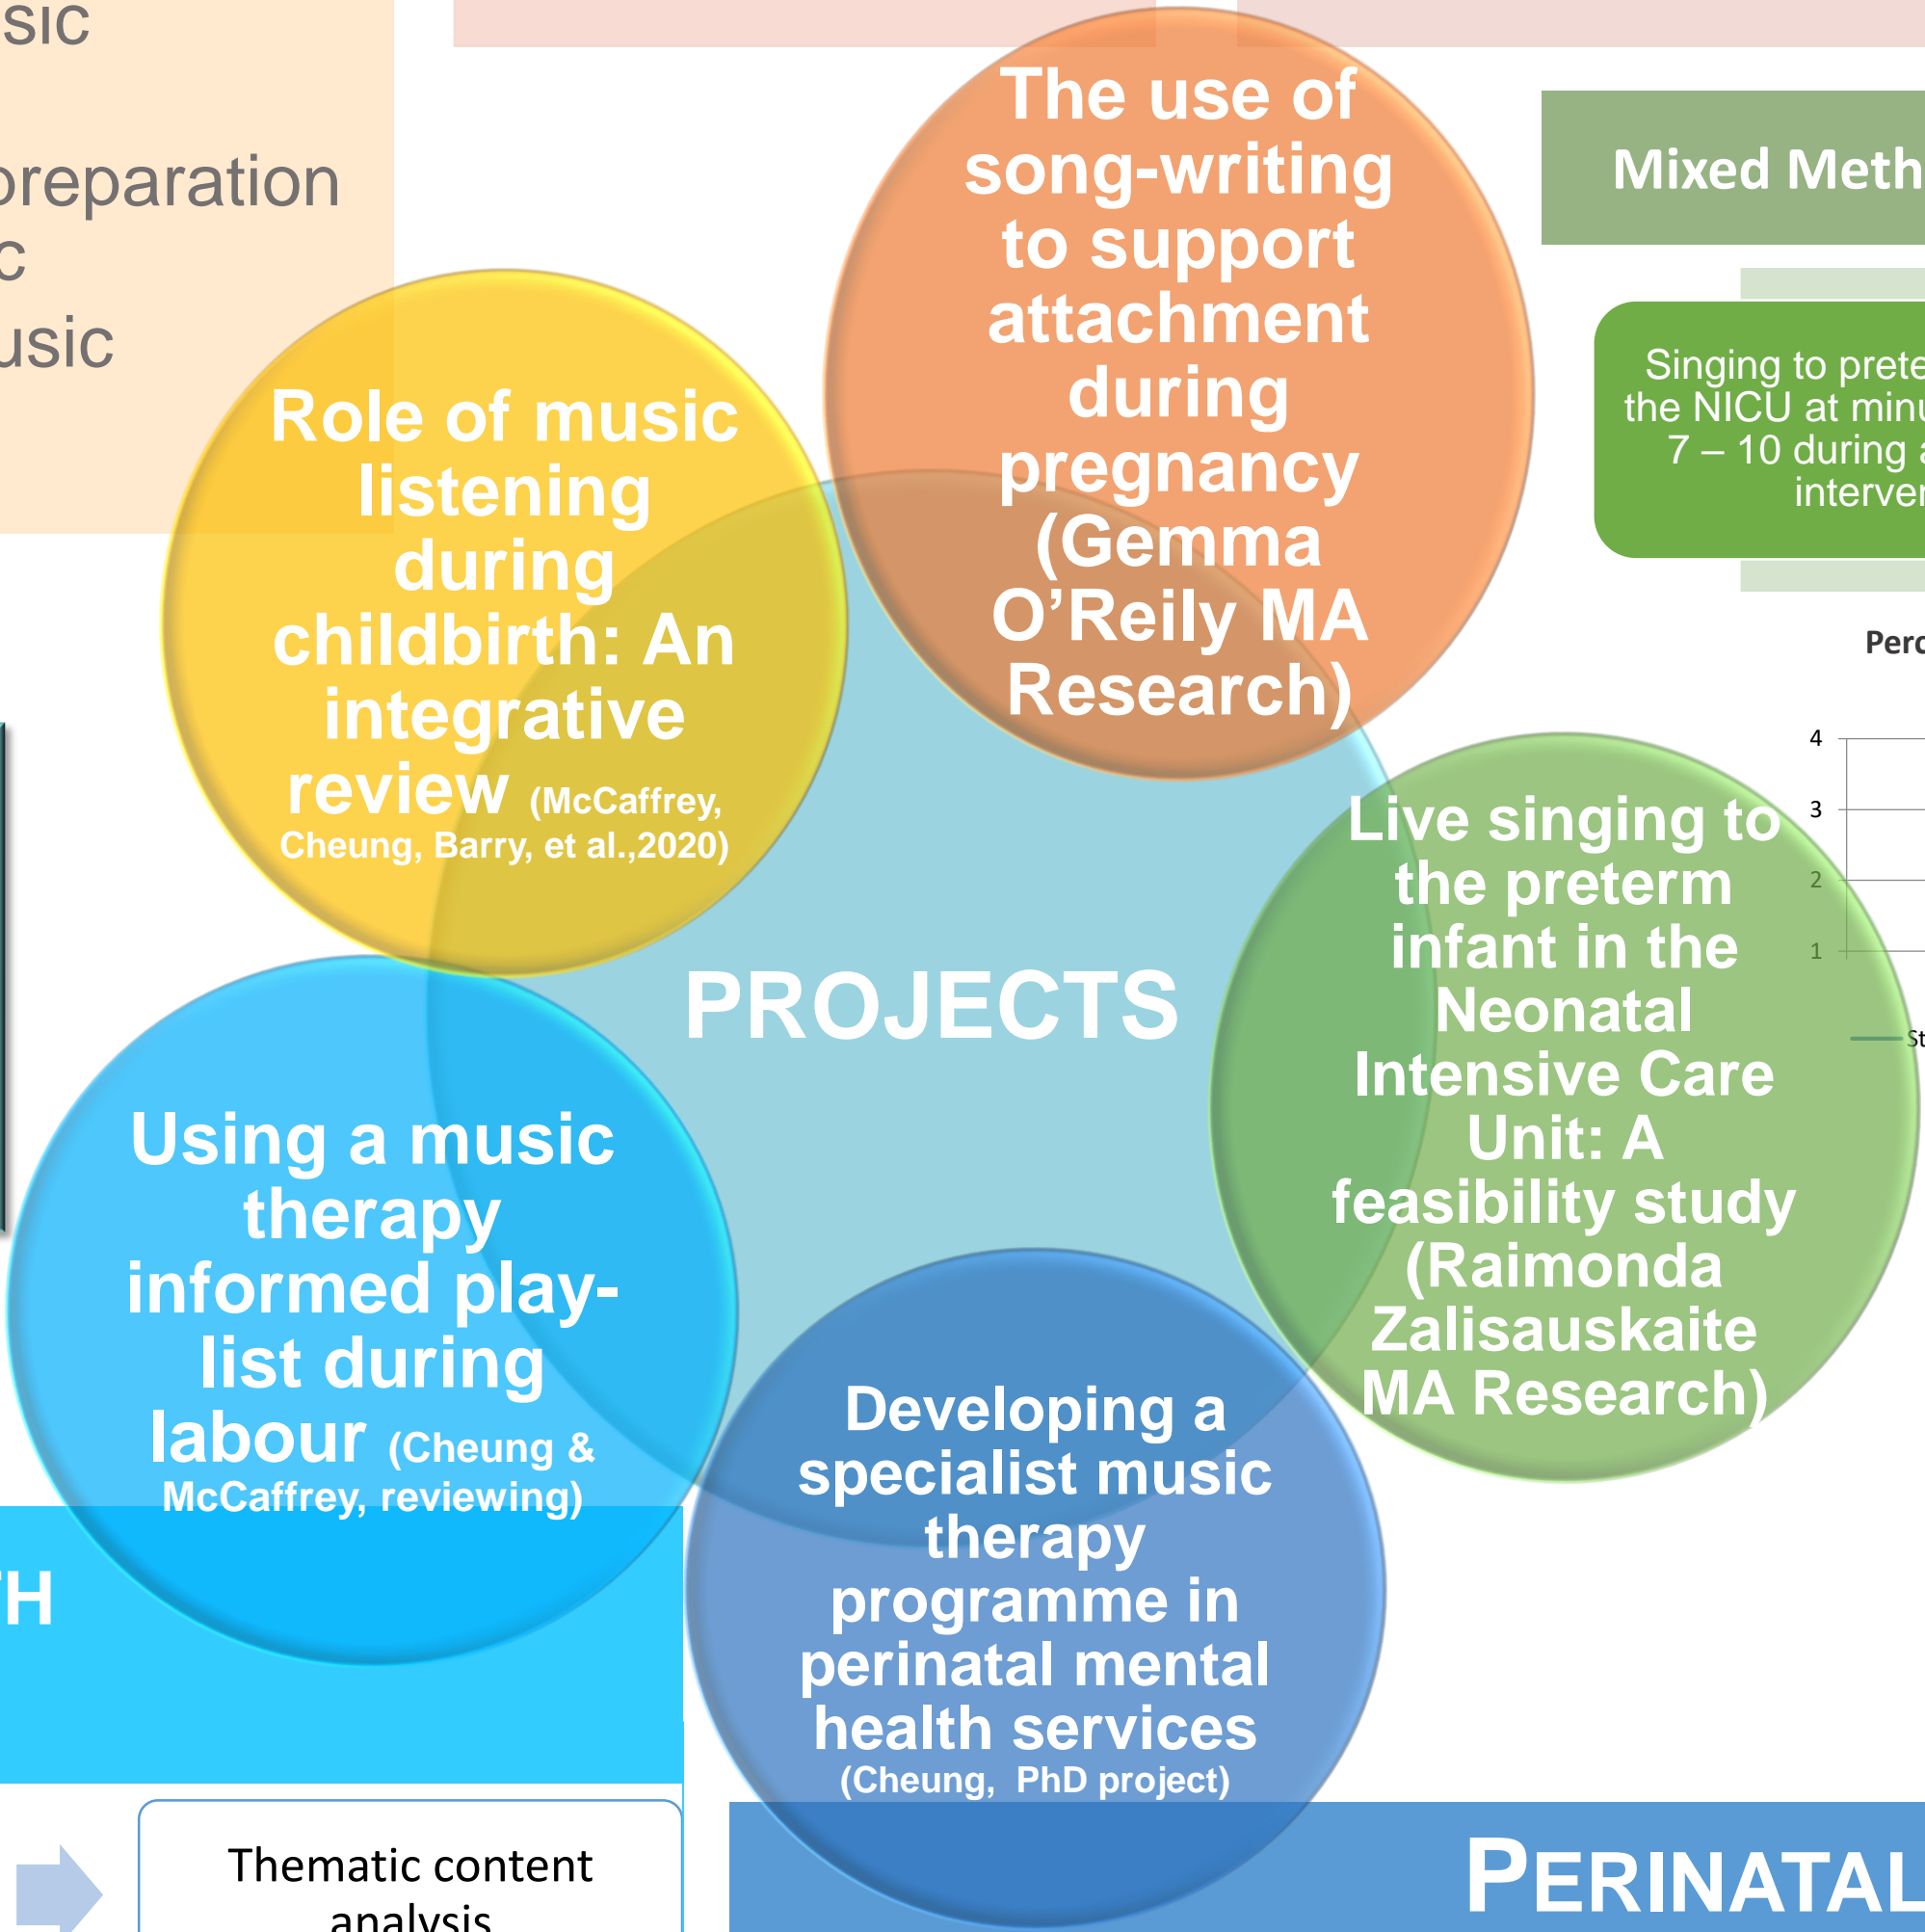 sic
preparation
c
usic
The use of
song-writing
to support
attachment
during
pregnancy
(Gemma
O’Reily MA
Research)
Mixed Meth
Singing to prete
the NICU at minu
7 – 10 during a
interver
Perc
4
3
2
1
St
Role of music
listening
during
childbirth: An
integrative
review (McCaffrey,
Cheung, Barry, et al.,2020)
PROJECTS
Live singing to
the preterm
infant in the
Neonatal
Intensive Care
Unit: A
feasibility study
(Raimonda
Zalisauskaite
MA Research)
Using a music
therapy
informed play-
list during
labour (Cheung &
McCaffrey, reviewing)
Developing a
specialist music
therapy
programme in
perinatal mental
health services
(Cheung, PhD project)
TH
Thematic content
analysis
PERINATAL